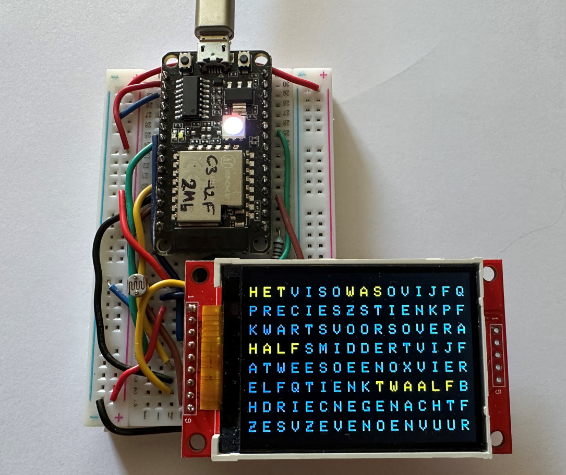 C3-42F
2Mb
HETVISOWASOVIJFQ
PRECIESZSTIENKPF
KWARTSVOORSOVERA
HALFSMIDDERTVIJF
ATWEESOEENOXVIER
ELFQTIENKTWAALFB
HDRIECNEGENACHTF
ZESVZEVENOENVUUR